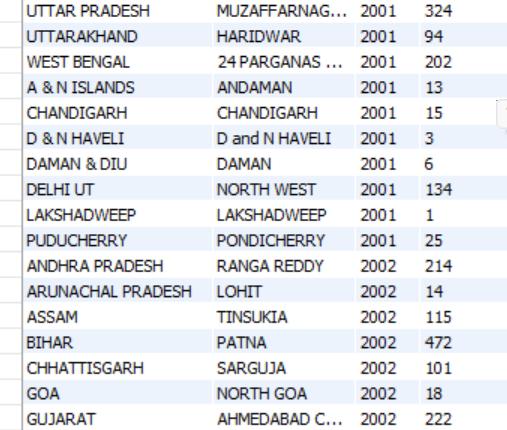 UTTAR PRADESH MUZAFFARNAG... 2001 324
UTTARAKHAND HARIDWAR 2001 94
WEST BENGAL 24 PARGANAS ... 2001 202
A & N ISLANDS ANDAMAN 2001 13
CHANDIGARH CHANDIGARH 2001 15
D & N HAVELI D and N HAVELI 2001 3
DAMAN & DIU DAMAN 2001 6
DELHI UT NORTH WEST 2001 134
LAKSHADWEEP LAKSHADWEEP 2001 1
PUDUCHERRY PONDICHERRY 2001 25
ANDHRA PRADESH RANGA REDDY 2002 214
ARUNACHAL PRADESH LOHIT 2002 14
ASSAM TINSUKIA 2002 115
BIHAR PATNA 2002 472
CHHATTISGARH SARGUJA 2002 101
GOA NORTH GOA 2002 18
GUJARAT AHMEDABAD C... 2002 222